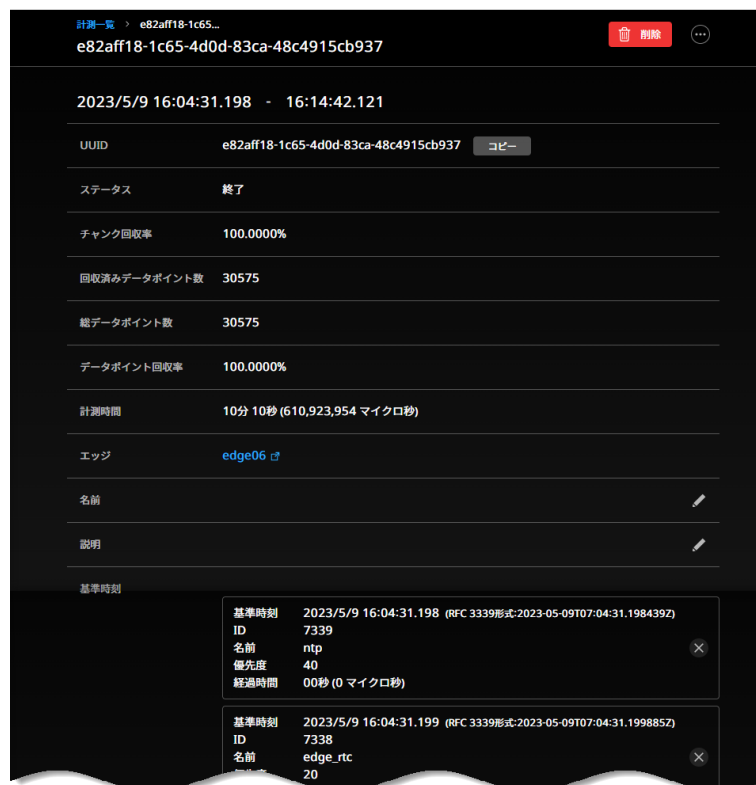 計測一覧 > e82aff18-1c65...
e82aff18-1c65-4d0d-83ca-48c4915cb937
削除
2023/5/9 16:04:31.198 - 16:14:42.121
UUID e82aff18-1c65-4d0d-83ca-48c4915cb937 コピー
ステータス 終了
チャンク回収率 100.0000%
回収済みデータポイント数 30575
総データポイント数 30575
データポイント回収率 100.0000%
計測時間 10分 10秒 (610,923,954 マイクロ秒)
エッジ edge06
名前
説明
基準時刻
基準時刻 2023/5/9 16:04:31.198 (RFC 3339形式:2023-05-09T07:04:31.198439Z)
ID 7339
名前 ntp
優先度 40
経過時間 00秒 (0 マイクロ秒)
基準時刻 2023/5/9 16:04:31.199 (RFC 3339形式:2023-05-09T07:04:31.199885Z)
ID 7338
名前 edge_rtc
20